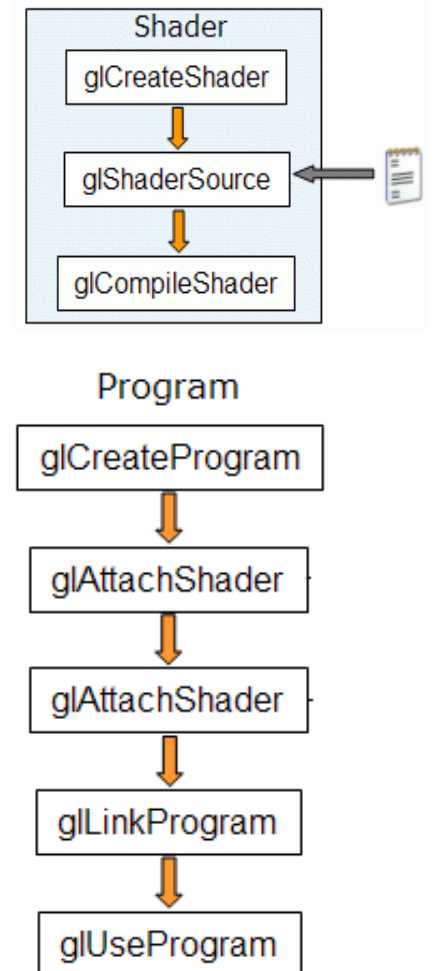 Shader
glCreateShader
glShaderSource
glCompileShader
Program
glCreateProgram
glAttachShader
glAttachShader
glLinkProgram
glUseProgram